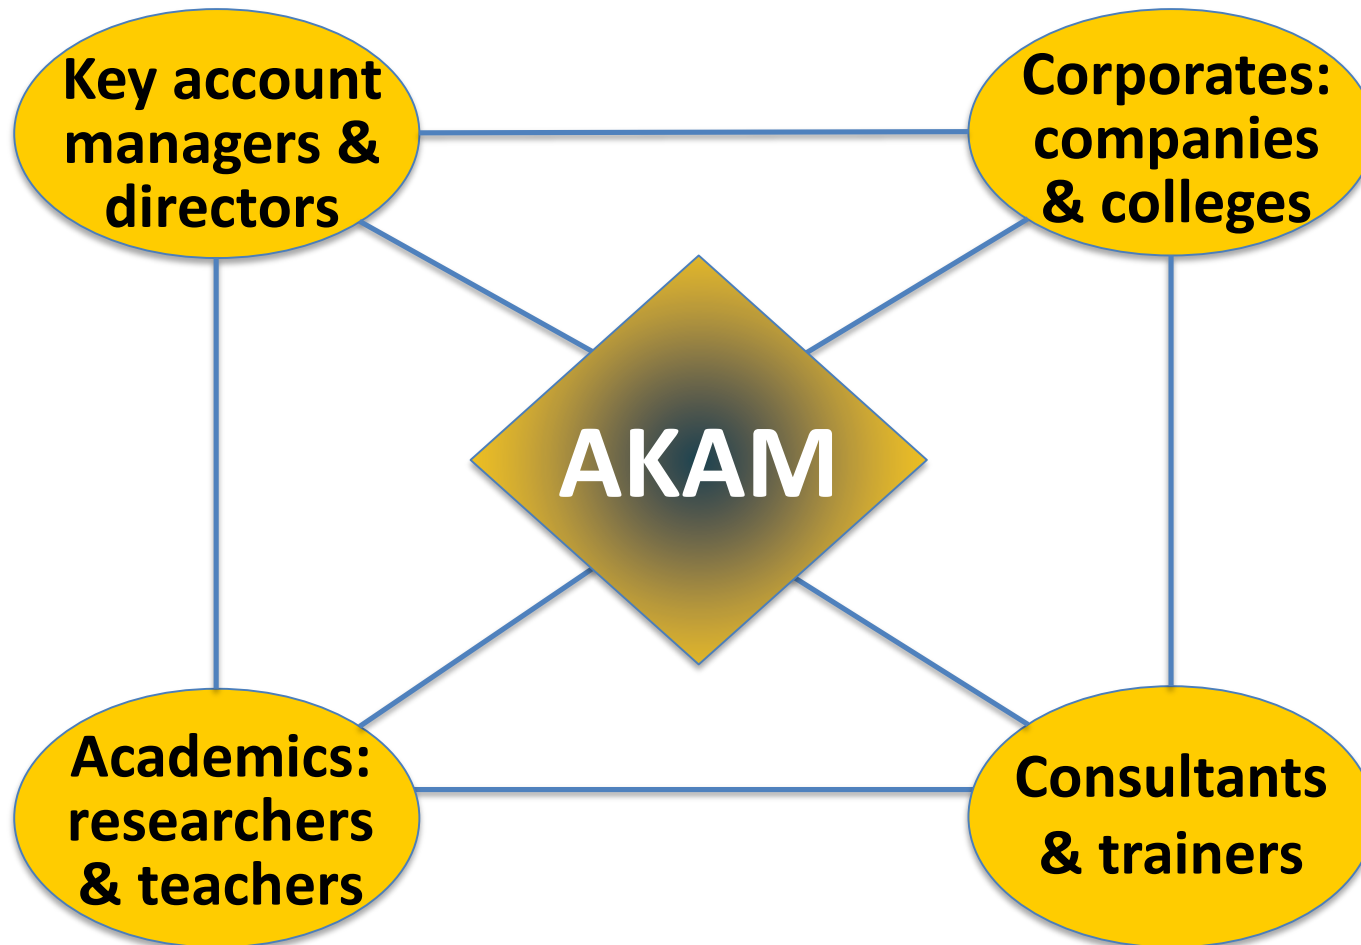 Key account
managers &
directors
Corporates:
companies
& colleges
AKAM
Academics:
researchers
& teachers
Consultants
& trainers